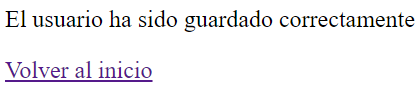 El usuario ha sido guardado correctamente
Volver al inicio